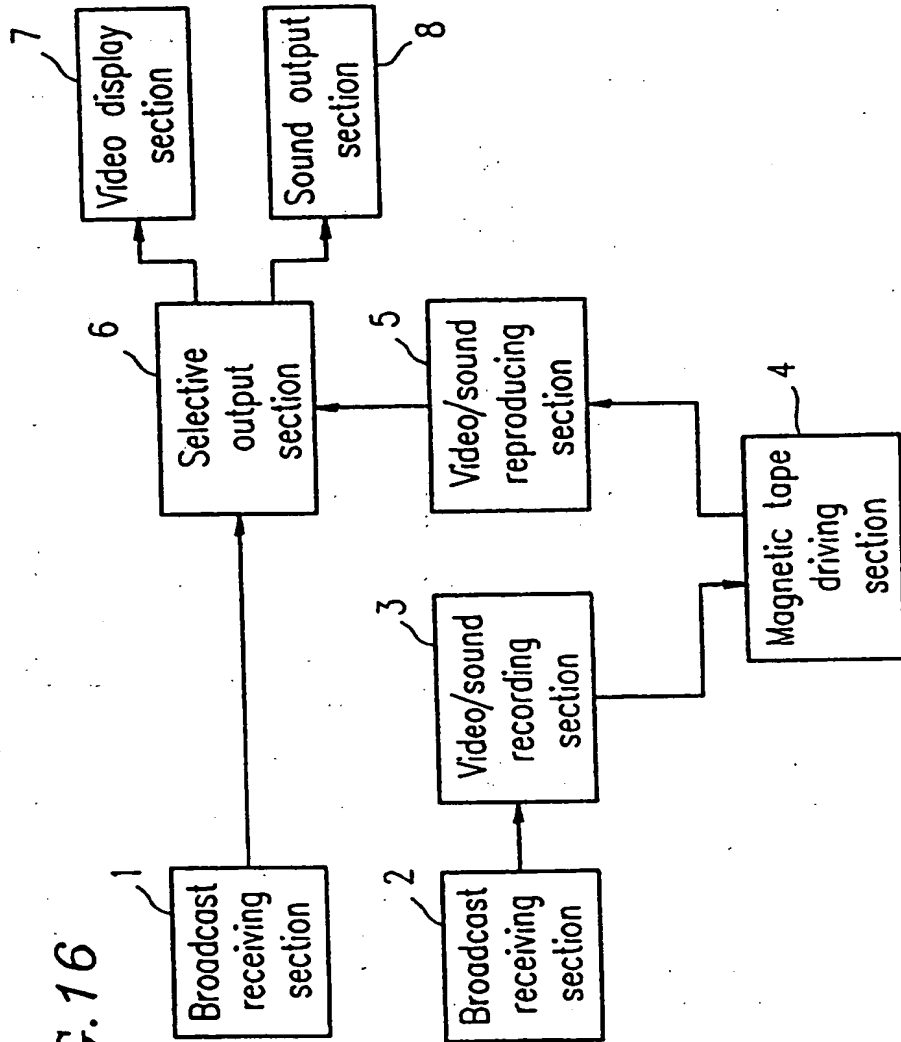 G.16
1
Broadcast
receiving
section
6
Selective
output
section
7
Video display
section
8
Sound output
section
2
Broadcast
receiving
section
3
Video/sound
recording
section
5
Video/sound
reproducing
section
4
Magnetic tape
driving
section